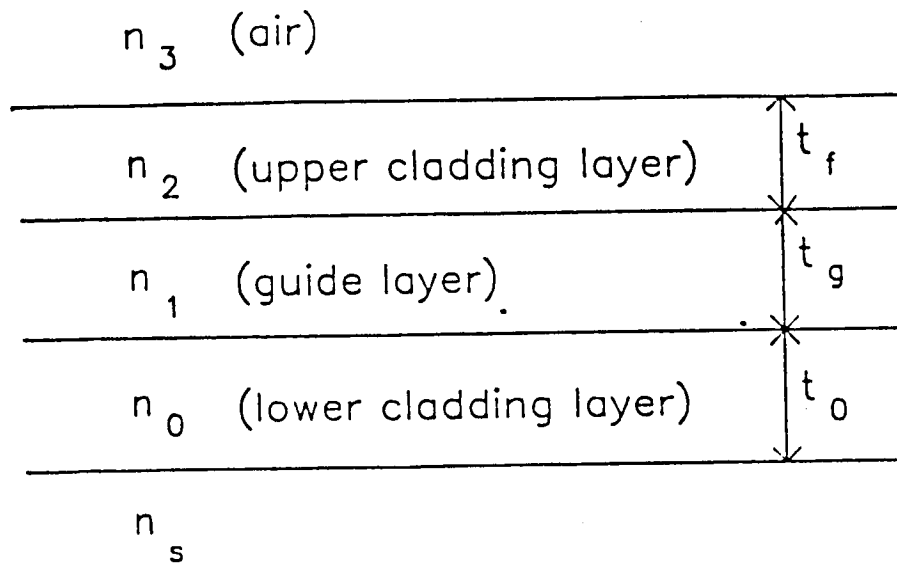 n3 (air)
tf
n2 (upper cladding layer)
tg
n1 (guide layer)
t0
n0 (lower cladding layer)
ns